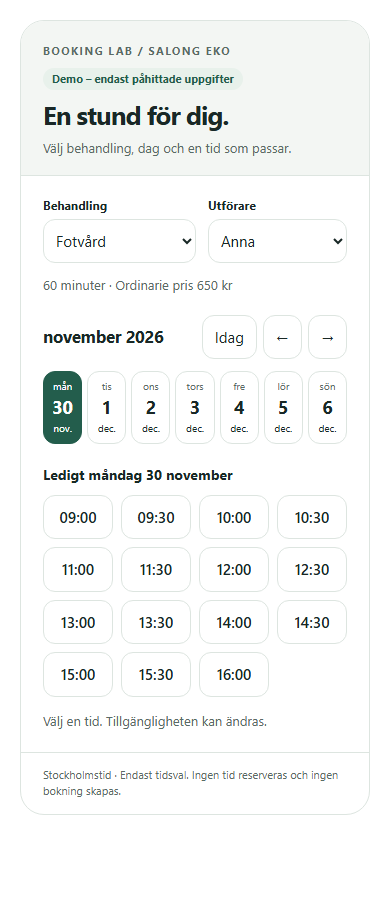 BOOKING LAB / SALONG EKO
Demo – endast påhittade uppgifter
En stund för dig.
Välj behandling, dag och en tid som passar.
Behandling Utförare
Fotvård Anna
60 minuter · Ordinarie pris 650 kr
november 2026 Idag ← →
mån tis ons tors fre lör sön
30 1 2 3 4 5 6
nov. dec. dec. dec. dec. dec. dec.
Ledigt måndag 30 november
09:00 09:30 10:00 10:30
11:00 11:30 12:00 12:30
13:00 13:30 14:00 14:30
15:00 15:30 16:00
Välj en tid. Tillgängligheten kan ändras.
Stockholmstid · Endast tidsval. Ingen tid reserveras och ingen
bokning skapas.